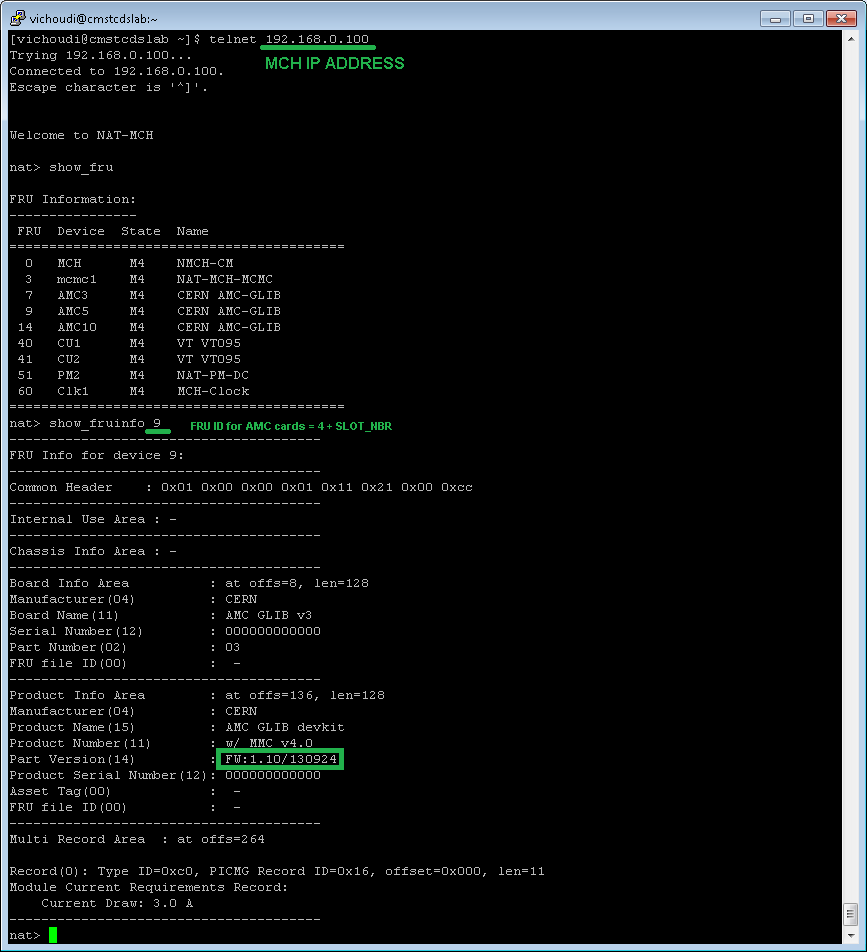 vichoudi@cmstcdslab:~
[vichoudi@cmstcdslab ~]$ telnet 192.168.0.100
Trying 192.168.0.100...
MCH IP ADDRESS
Connected to 192.168.0.100.
Escape character is '^]'.
Welcome to NAT-MCH
nat> show_fru
FRU Information:
----------------
FRU Device State Name
==========================================
0 MCH M4 NMCH-CM
3 mcmc1 M4 NAT-MCH-MCMC
7 AMC3 M4 CERN AMC-GLIB
9 AMC5 M4 CERN AMC-GLIB
14 AMC10 M4 CERN AMC-GLIB
40 CU1 M4 VT VT095
41 CU2 M4 VT VT095
51 PM2 M4 NAT-PM-DC
60 Clk1 M4 MCH-Clock
==========================================
nat> show_fruinfo 9 FRU ID for AMC cards = 4 + SLOT_NBR
---------------------------------------
FRU Info for device 9:
---------------------------------------
Common Header : 0x01 0x00 0x00 0x01 0x11 0x21 0x00 0xcc
---------------------------------------
Internal Use Area : -
---------------------------------------
Chassis Info Area : -
---------------------------------------
Board Info Area : at offs=8, len=128
Manufacturer(04) : CERN
Board Name(11) : AMC GLIB v3
Serial Number(12) : 000000000000
Part Number(02) : 03
FRU file ID(00) : -
---------------------------------------
Product Info Area : at offs=136, len=128
Manufacturer(04) : CERN
Product Name(15) : AMC GLIB devkit
Product Number(11) : w/ MMC v4.0
Part Version(14) : FW:1.10/130924
Product Serial Number(12): 000000000000
Asset Tag(00) : -
FRU file ID(00) : -
---------------------------------------
Multi Record Area : at offs=264
Record(0): Type ID=0xc0, PICMG Record ID=0x16, offset=0x000, len=11
Module Current Requirements Record:
Current Draw: 3.0 A
---------------------------------------
nat>